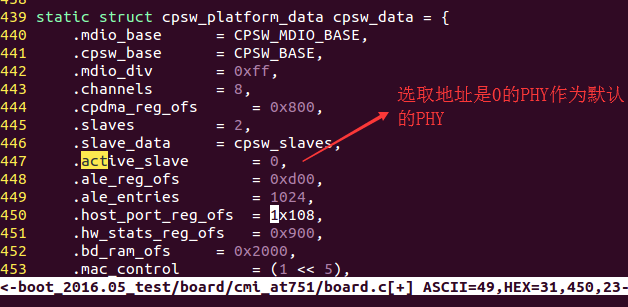 438
439 static struct cpsw_platform_data cpsw_data = {
440     .mdio_base      = CPSW_MDIO_BASE,
441     .cpsw_base      = CPSW_BASE,
442     .mdio_div       = 0xff,
443     .channels       = 8,
444     .cpdma_reg_ofs      = 0x800,
445     .slaves         = 2,
446     .slave_data     = cpsw_slaves,
447     .active_slave       = 0,
448     .ale_reg_ofs        = 0xd00,
449     .ale_entries        = 1024,
450     .host_port_reg_ofs  = 1x108,
451     .hw_stats_reg_ofs   = 0x900,
452     .bd_ram_ofs     = 0x2000,
453     .mac_control        = (1 << 5),
选取地址是0的PHY作为默认
的PHY
<-boot_2016.05_test/board/cmi_at751/board.c[+] ASCII=49,HEX=31,450,23-